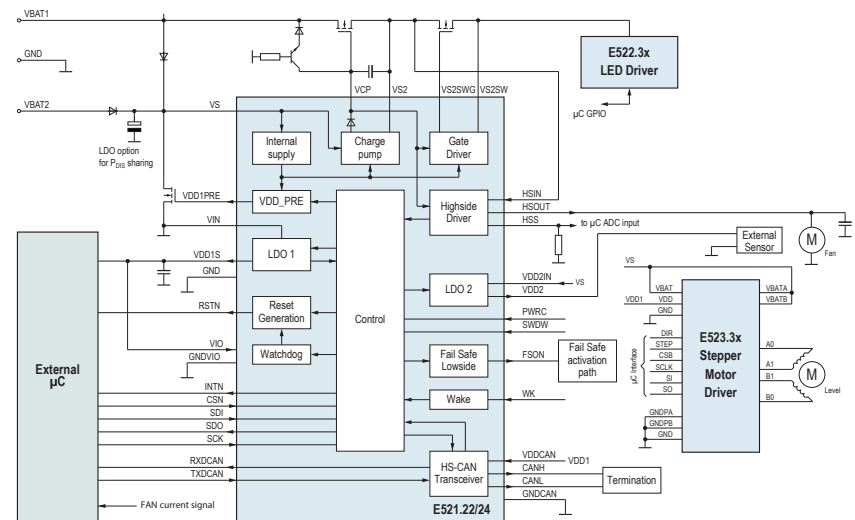 VBAT1
GND
VBAT2
VS
LDO option
for PDIS sharing
VCP
VS2
VS2SWG
VS2SW
E522.3x
LED Driver
µC GPIO
Internal
supply
Charge
pump
Gate
Driver
VDD1PRE
VDD_PRE
VIN
Highside
Driver
HSIN
HSOUT
HSS
to µC ADC input
M
Fan
External
Sensor
VDD1S
GND
LDO 1
LDO 2
VDD2IN
VS
VDD2
RSTN
Reset
Generation
Control
PWRC
SWDW
VIO
GNDVIO
Watchdog
Fail Safe
Lowside
FSON
Fail Safe
activation
path
External
µC
INTN
CSN
SDI
SDO
SCK
Wake
WK
RXDCAN
TXDCAN
HS-CAN
Transceiver
VDDCAN
VDD1
CANH
CANL
GNDCAN
Termination
FAN current signal
E521.22/24
VS
VBAT
VBATA
VDD1
VDD
VBATB
GND
E523.3x
Stepper
Motor
Driver
µC Interface
DIR
STEP
CSB
SCLK
SI
SO
A0
A1
B1
B0
M
Level
GNDPA
GNDPB
GND